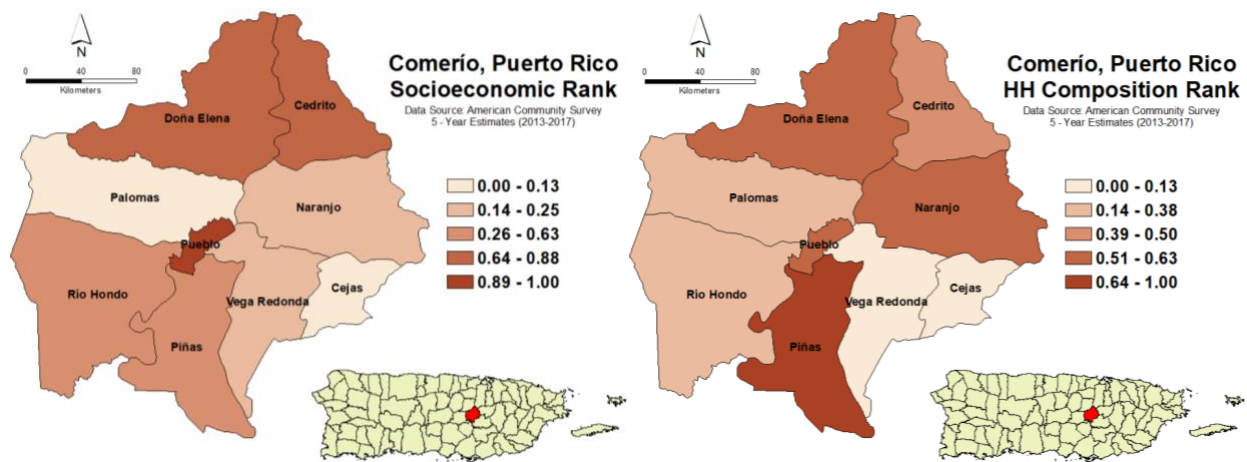 N
0 40 80
Kilometers
Comerío, Puerto Rico
Socioeconomic Rank
Data Source: American Community Survey
5 - Year Estimates (2013-2017)
Cedrito
Doña Elena
Palomas
Naranjo
Pueblo
Río Hondo
Vega Redonda
Cejas
Piñas
0.00 - 0.13
0.14 - 0.25
0.26 - 0.63
0.64 - 0.88
0.89 - 1.00
N
0 40 80
Kilometers
Comerío, Puerto Rico
HH Composition Rank
Data Source: American Community Survey
5 - Year Estimates (2013-2017)
Cedrito
Doña Elena
Palomas
Naranjo
Pueblo
Río Hondo
Vega Redonda
Cejas
Piñas
0.00 - 0.13
0.14 - 0.38
0.39 - 0.50
0.51 - 0.63
0.64 - 1.00